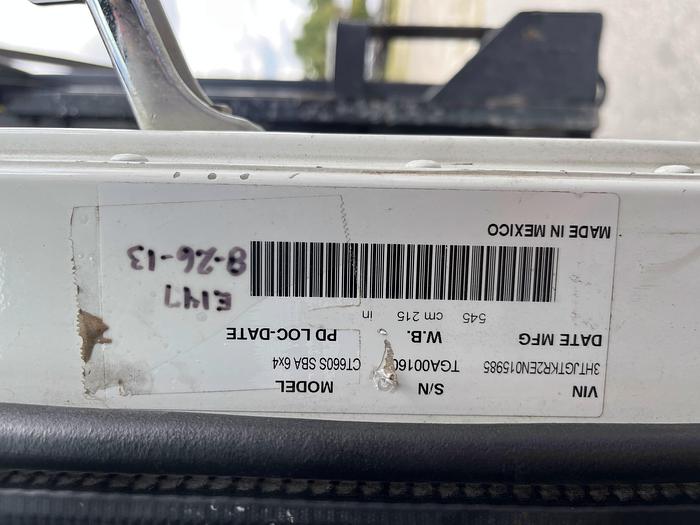 VIN S/N MODEL
3HTJGTKR2EN015985 TGA00160 CT660S SBA 6x4
DATE MFG W.B. PD LOC-DATE
545 cm 215 in
E147
8-26-13
MADE IN MEXICO